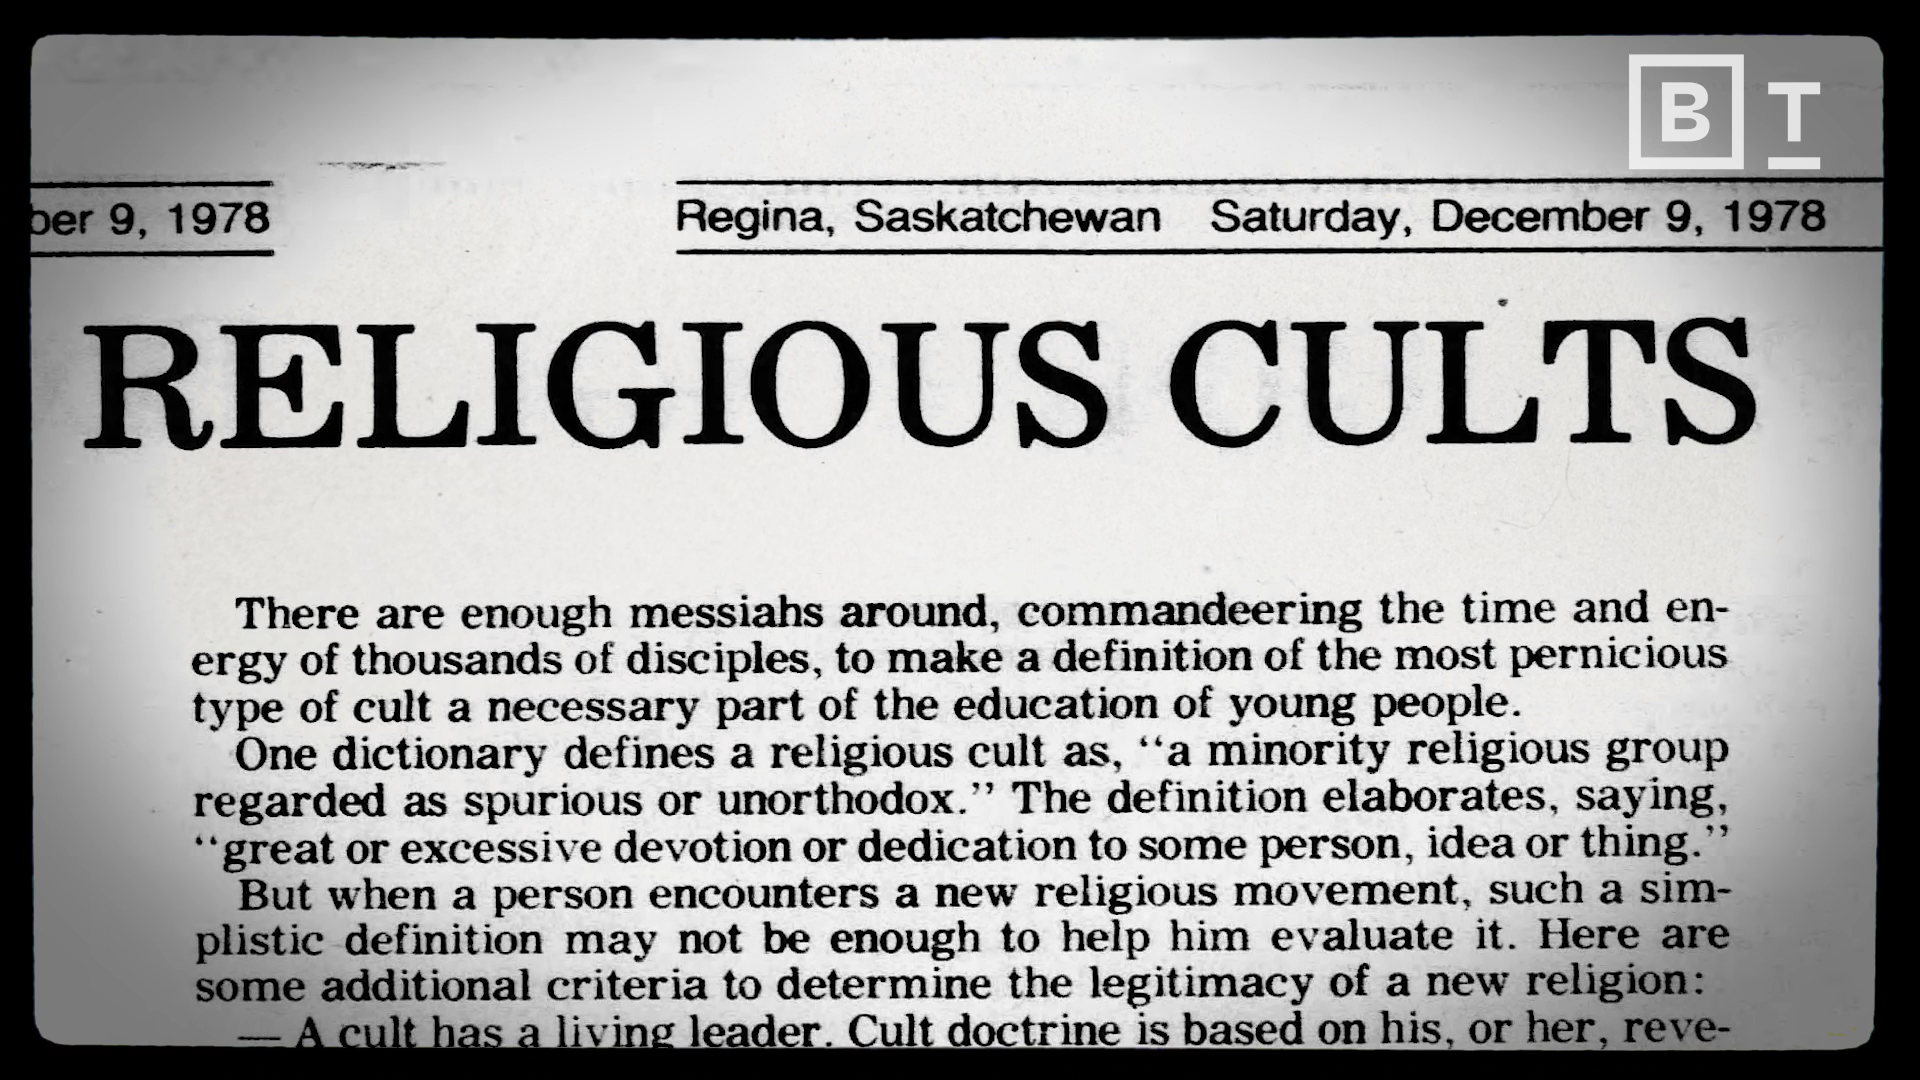 B T
ber 9, 1978
Regina, Saskatchewan Saturday, December 9, 1978
RELIGIOUS CULTS
There are enough messiahs around, commandeering the time and en-
ergy of thousands of disciples, to make a definition of the most pernicious
type of cult a necessary part of the education of young people.
One dictionary defines a religious cult as, “a minority religious group
regarded as spurious or unorthodox.” The definition elaborates, saying,
“great or excessive devotion or dedication to some person, idea or thing.”
But when a person encounters a new religious movement, such a sim-
plistic definition may not be enough to help him evaluate it. Here are
some additional criteria to determine the legitimacy of a new religion:
— A cult has a living leader. Cult doctrine is based on his, or her, reve-